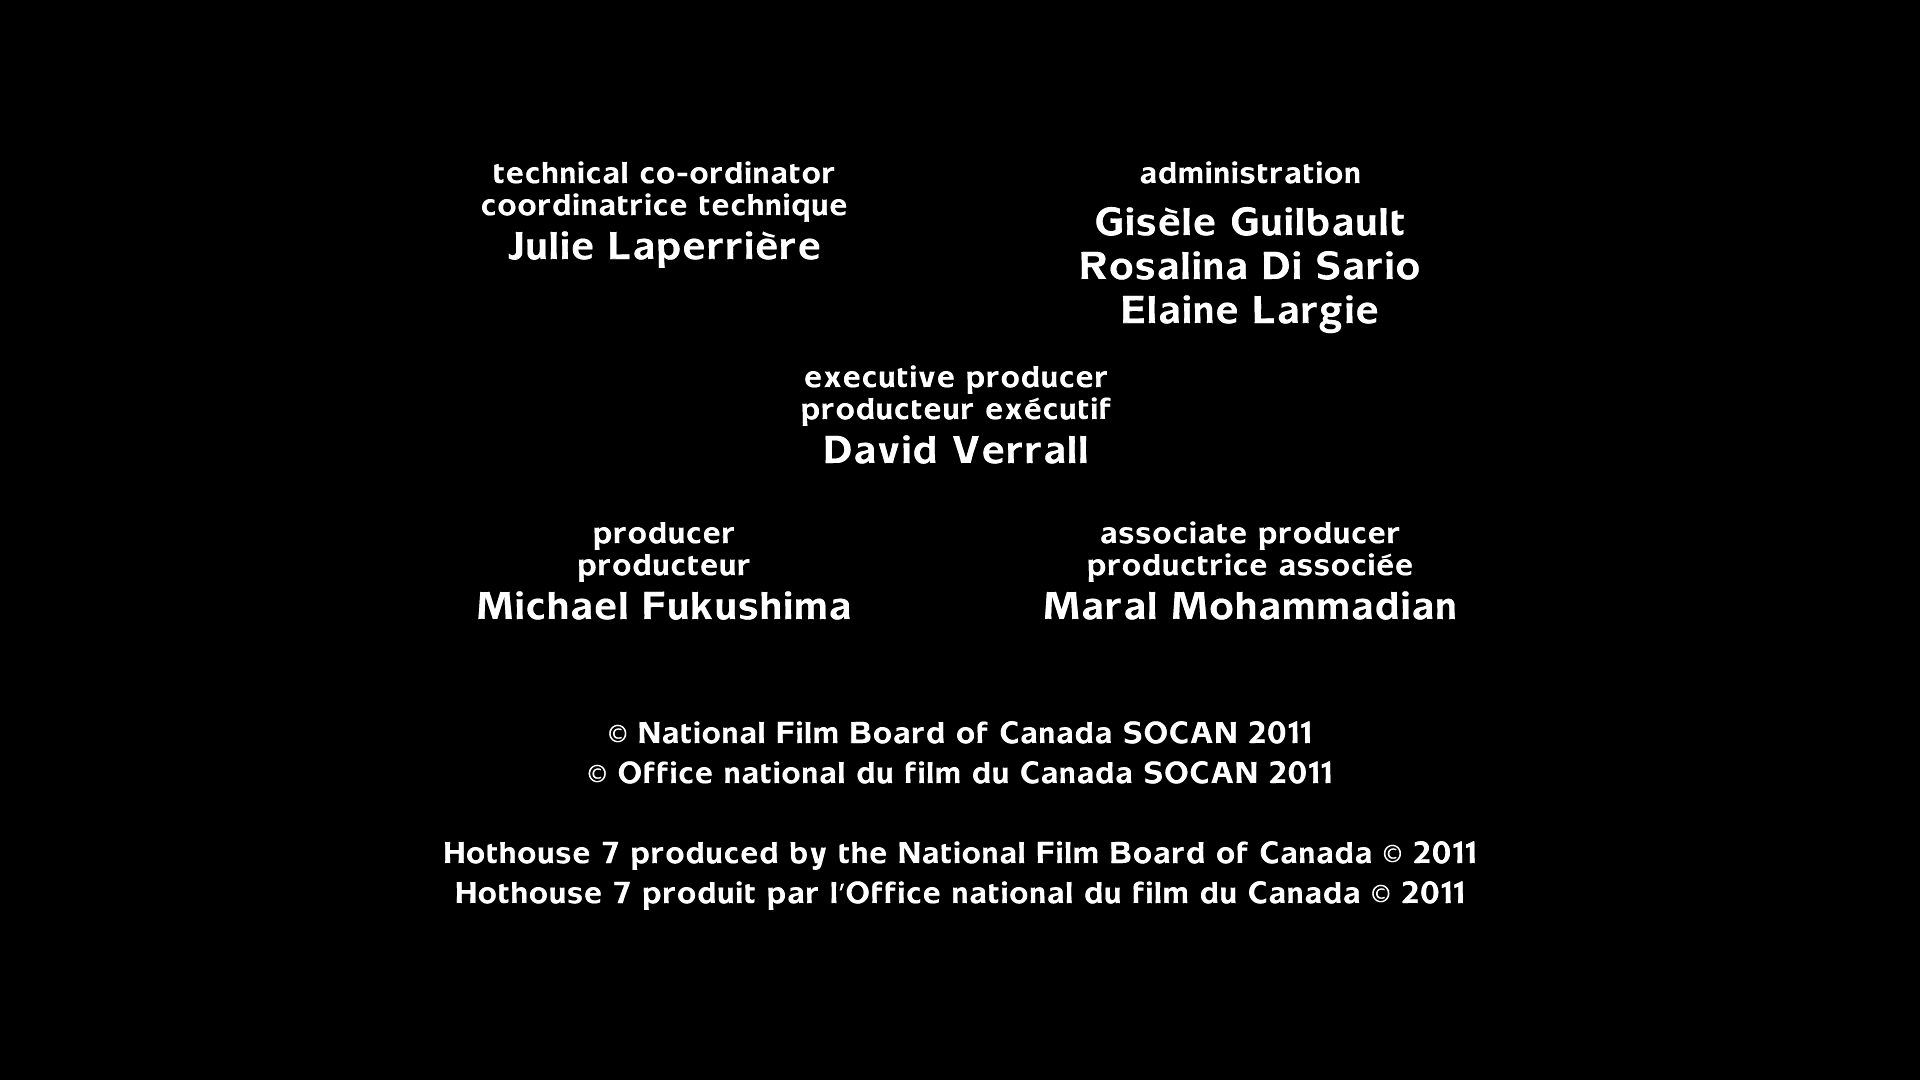 technical co-ordinator
coordinatrice technique
Julie Laperrière
administration
Gisèle Guilbault
Rosalina Di Sario
Elaine Largie
executive producer
producteur exécutif
David Verrall
producer
producteur
Michael Fukushima
associate producer
productrice associée
Maral Mohammadian
© National Film Board of Canada SOCAN 2011
© Office national du film du Canada SOCAN 2011
Hothouse 7 produced by the National Film Board of Canada © 2011
Hothouse 7 produit par l'Office national du film du Canada © 2011